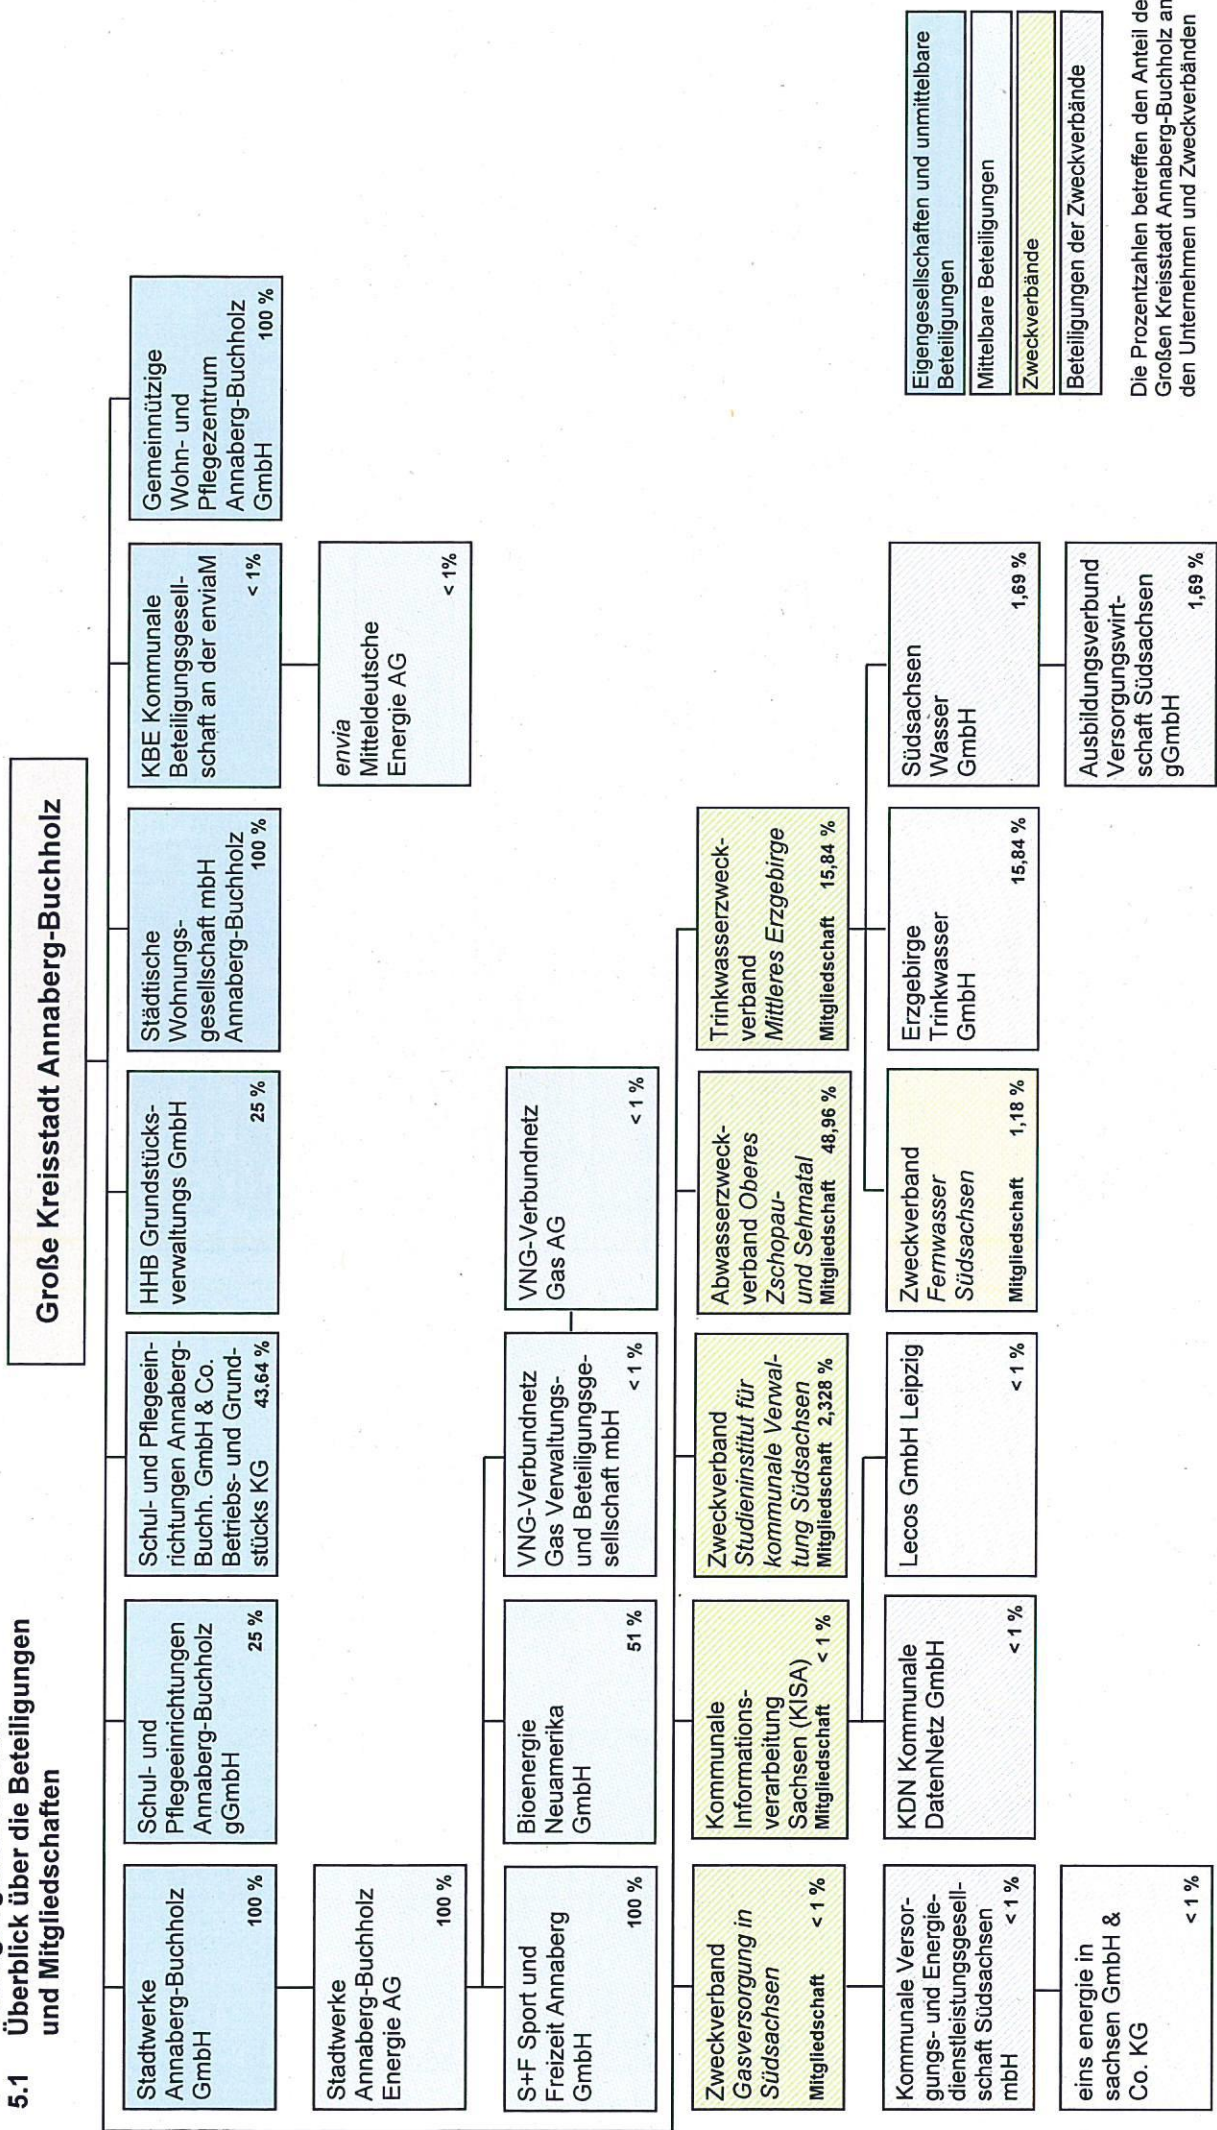 5.1 Überblick über die Beteiligungen
und Mitgliedschaften
Große Kreisstadt Annaberg-Buchholz
Stadtwerke
Annaberg-Buchholz
GmbH
100 %
Schul- und
Pflegeeinrichtungen
Annaberg-Buchholz
gGmbH
25 %
Schul- und Pflegeein-
richtungen Annaberg-
Buchh. GmbH & Co.
Betriebs- und Grund-
stücks KG
43,64 %
HHB Grundstücks-
verwaltungs GmbH
25 %
Städtische
Wohnungs-
gesellschaft mbH
Annaberg-Buchholz
100 %
KBE Kommunale
Beteiligungsgesell-
schaft an der enviaM
< 1%
Gemeinnützige
Wohn- und
Pflegezentrum
Annaberg-Buchholz
GmbH
100 %
Stadtwerke
Annaberg-Buchholz
Energie AG
100 %
envia
Mitteldeutsche
Energie AG
< 1%
S+F Sport und
Freizeit Annaberg
GmbH
100 %
Bioenergie
Neuamerika
GmbH
51 %
VNG-Verbundnetz
Gas Verwaltungs-
und Beteiligungsge-
sellschaft mbH
< 1 %
VNG-Verbundnetz
Gas AG
< 1 %
Zweckverband
Gasversorgung in
Südsachsen
Mitgliedschaft < 1 %
Kommunale
Informations-
verarbeitung
Sachsen (KISA)
Mitgliedschaft < 1 %
Zweckverband
Studieninstitut für
kommunale Verwal-
tung Südsachsen
Mitgliedschaft 2,328 %
Abwasserzweck-
verband Oberes
Zschopau-
und Sehmatal
Mitgliedschaft 48,96 %
Trinkwasserzweck-
verband
Mittleres Erzgebirge
Mitgliedschaft 15,84 %
Kommunale Versor-
gungs- und Energie-
dienstleistungsgesell-
schaft Südsachsen
mbH
< 1 %
KDN Kommunale
DatenNetz GmbH
< 1 %
Lecos GmbH Leipzig
< 1 %
Zweckverband
Fernwasser
Südsachsen
Mitgliedschaft 1,18 %
Erzgebirge
Trinkwasser
GmbH
15,84 %
Südsachsen
Wasser
GmbH
1,69 %
eins energie in
sachsen GmbH &
Co. KG
< 1 %
Ausbildungsverbund
Versorgungswirt-
schaft Südsachsen
gGmbH
1,69 %
Eigengesellschaften und unmittelbare
Beteiligungen
Mittelbare Beteiligungen
Zweckverbände
Beteiligungen der Zweckverbände
Die Prozentzahlen betreffen den Anteil de
Großen Kreisstadt Annaberg-Buchholz an
den Unternehmen und Zweckverbänden